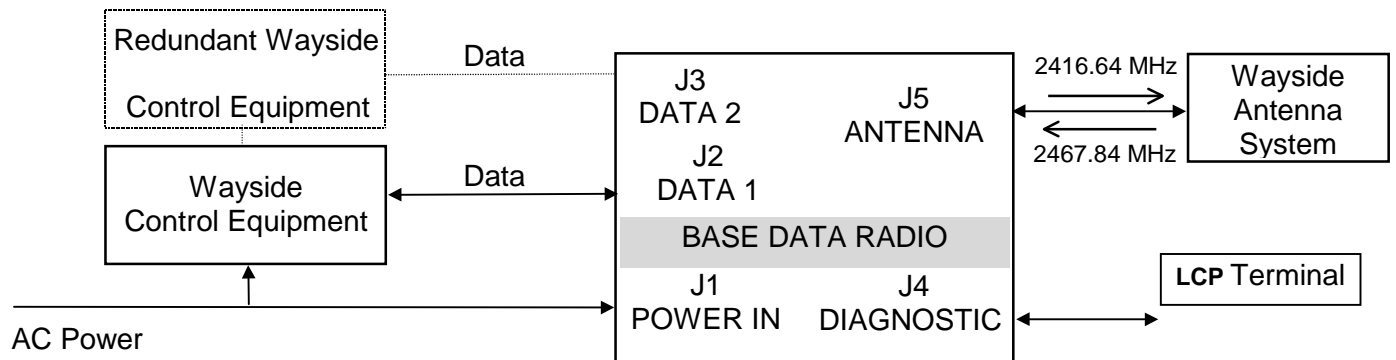 Redundant Wayside
Control Equipment
Data
Wayside
Control Equipment
Data
AC Power
J3
DATA 2
J5
ANTENNA
J2
DATA 1
BASE DATA RADIO
J1
POWER IN
J4
DIAGNOSTIC
2416.64 MHz
2467.84 MHz
Wayside
Antenna
System
LCP Terminal